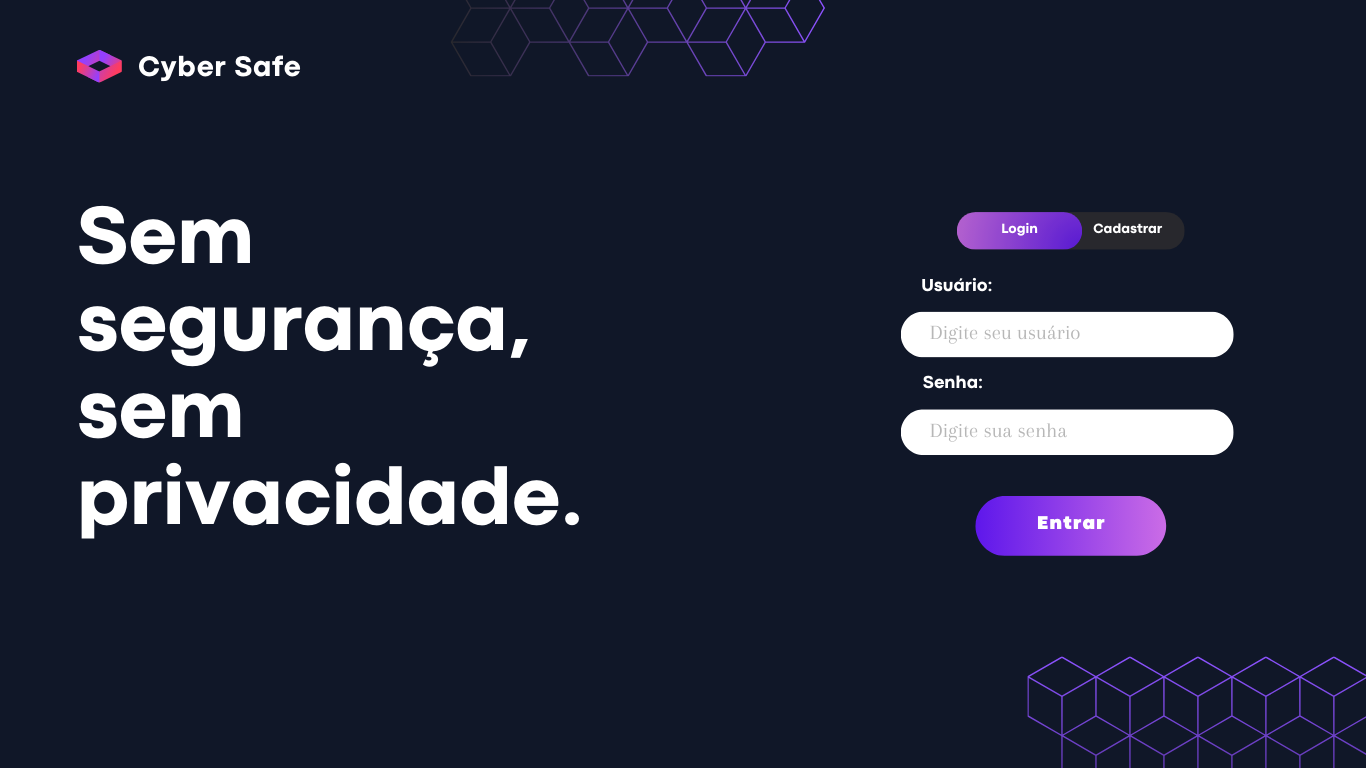 Cyber Safe
Sem
segurança,
sem
privacidade.
Login
Cadastrar
Usuário:
Digite seu usuário
Senha:
Digite sua senha
Entrar